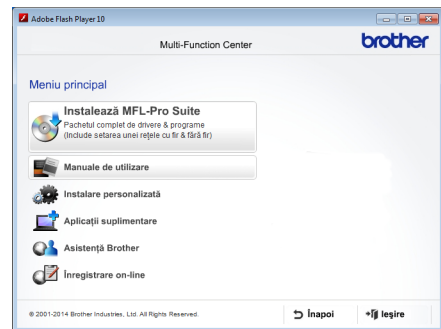 Adobe Flash Player 10
Multi-Function Center
brother
Meniu principal
Instalează MFL-Pro Suite
Pachetul complet de drivere & programe
(Include setarea unei rețele cu fir & fără fir)
Manuale de utilizare
Instalare personalizată
Aplicații suplimentare
Asistență Brother
Înregistrare on-line
© 2001-2014 Brother Industries, Ltd. All Rights Reserved.
Înapoi
Ieșire